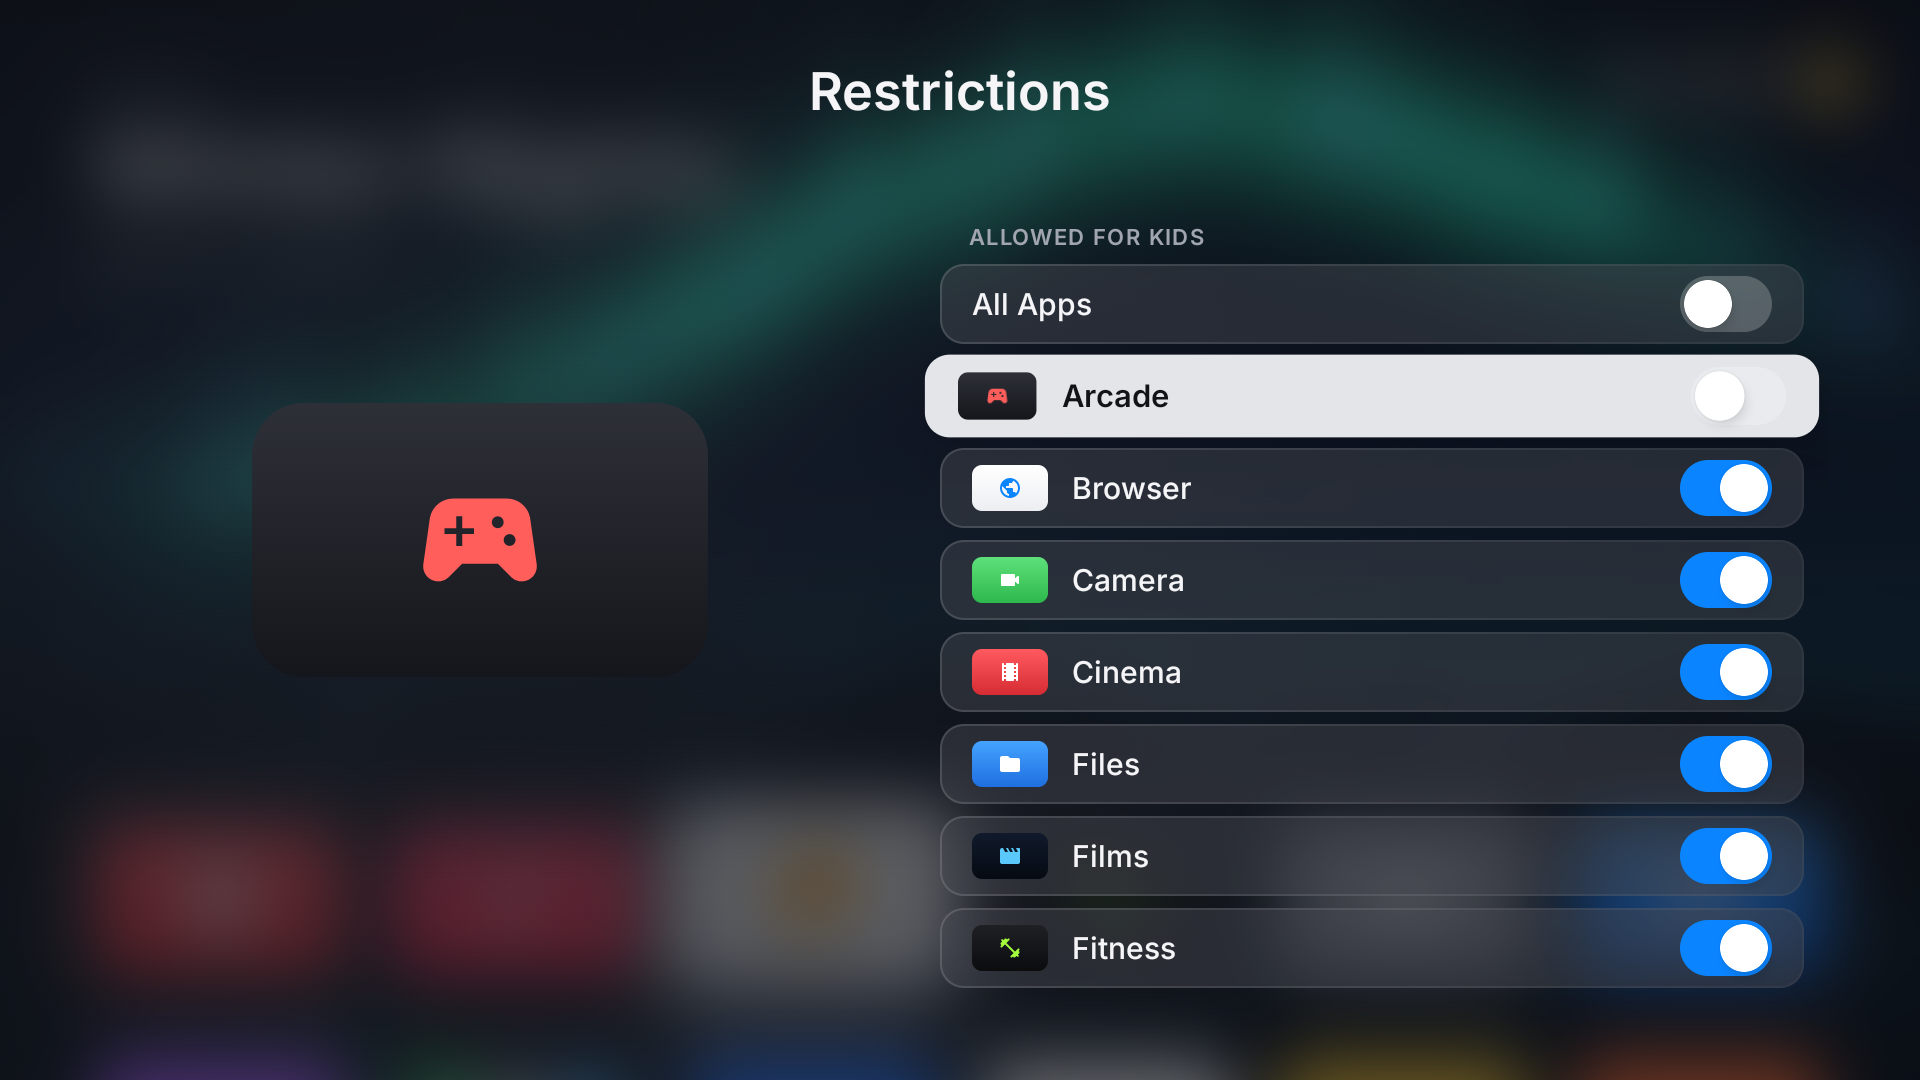 Restrictions
ALLOWED FOR KIDS
All Apps
Arcade
Browser
Camera
Cinema
Files
Films
Fitness